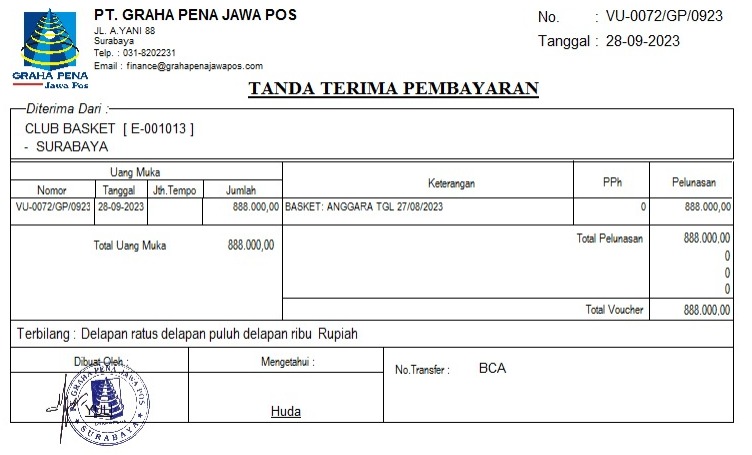 PT. GRAHA PENA JAWA POS
JL. A.YANI 88
Surabaya
Telp. : 031-8202231
Email : finance@grahapenajawapos.com
GRAHA PENA
Jawa Pos
No. : VU-0072/GP/0923
Tanggal : 28-09-2023
TANDA TERIMA PEMBAYARAN
Diterima Dari :
CLUB BASKET [ E-001013 ]
- SURABAYA
Uang Muka
Nomor Tanggal Jth.Tempo Jumlah Keterangan PPh Pelunasan
VU-0072/GP/0923 28-09-2023 888.000,00 BASKET: ANGGARA TGL 27/08/2023 0 888.000,00
Total Uang Muka 888.000,00 Total Pelunasan 888.000,00
0
0
0
Total Voucher 888.000,00
Terbilang : Delapan ratus delapan puluh delapan ribu Rupiah
Dibuat Oleh : Mengetahui : No.Transfer : BCA
PT. GRAHA PENA JAWA POS
SURABAYA
Huda